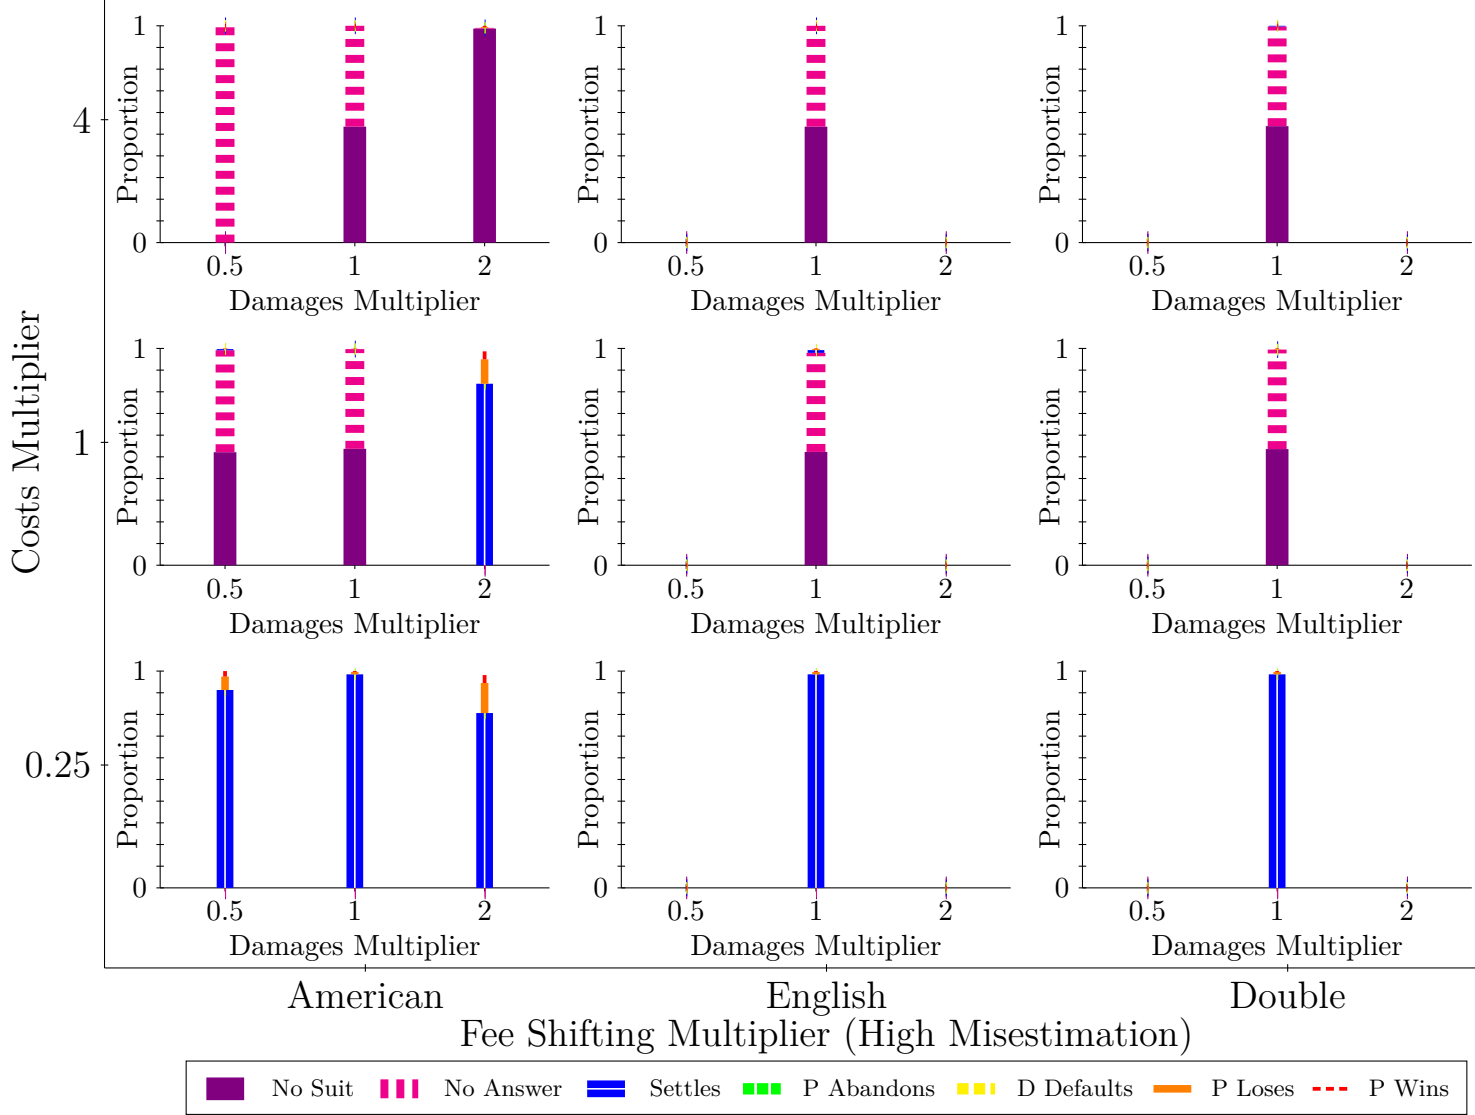 Costs Multiplier
4
1
0
Proportion
0.5 1 2
Damages Multiplier
1
0
Proportion
0.5 1 2
Damages Multiplier
1
0
Proportion
0.5 1 2
Damages Multiplier
1
1
0
Proportion
0.5 1 2
Damages Multiplier
1
0
Proportion
0.5 1 2
Damages Multiplier
1
0
Proportion
0.5 1 2
Damages Multiplier
0.25
1
0
Proportion
0.5 1 2
Damages Multiplier
1
0
Proportion
0.5 1 2
Damages Multiplier
1
0
Proportion
0.5 1 2
Damages Multiplier
American English Double
Fee Shifting Multiplier (High Misestimation)
No Suit No Answer Settles P Abandons D Defaults P Loses P Wins